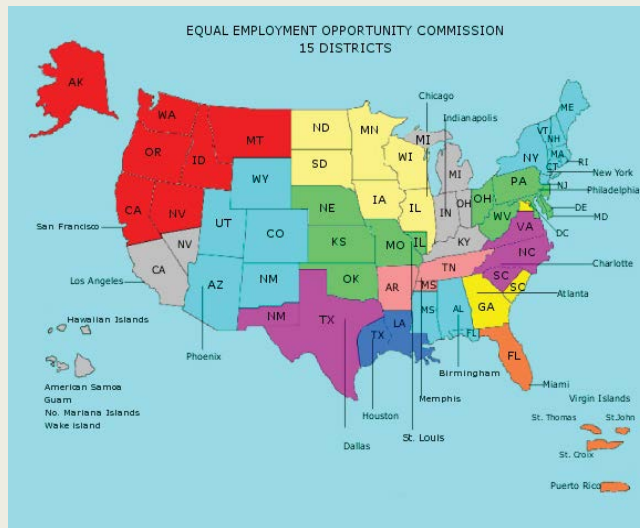 EQUAL EMPLOYMENT OPPORTUNITY COMMISSION
15 DISTRICTS
AK
WA
OR
ID
MT
CA
NV
San Francisco
NV
CA
Los Angeles
Hawaiian Islands
American Samoa
Guam
No. Mariana Islands
Wake island
WY
UT
CO
AZ
NM
Phoenix
ND
MN
SD
WI
IA
IL
Chicago
NE
KS
MO
IL
OK
St. Louis
NM
TX
Dallas
TX
LA
Houston
AR
TN
MS
Memphis
MS
AL
FL
Birmingham
MI
MI
IN
OH
KY
Indianapolis
ME
VT
NH
MA
CT
RI
NY
New York
PA
NJ
OH
WV
DE
MD
Philadelphia
DC
VA
NC
SC
Charlotte
SC
GA
Atlanta
FL
Miami
Virgin Islands
St. Thomas
St.John
St. Croix
Puerto Rico